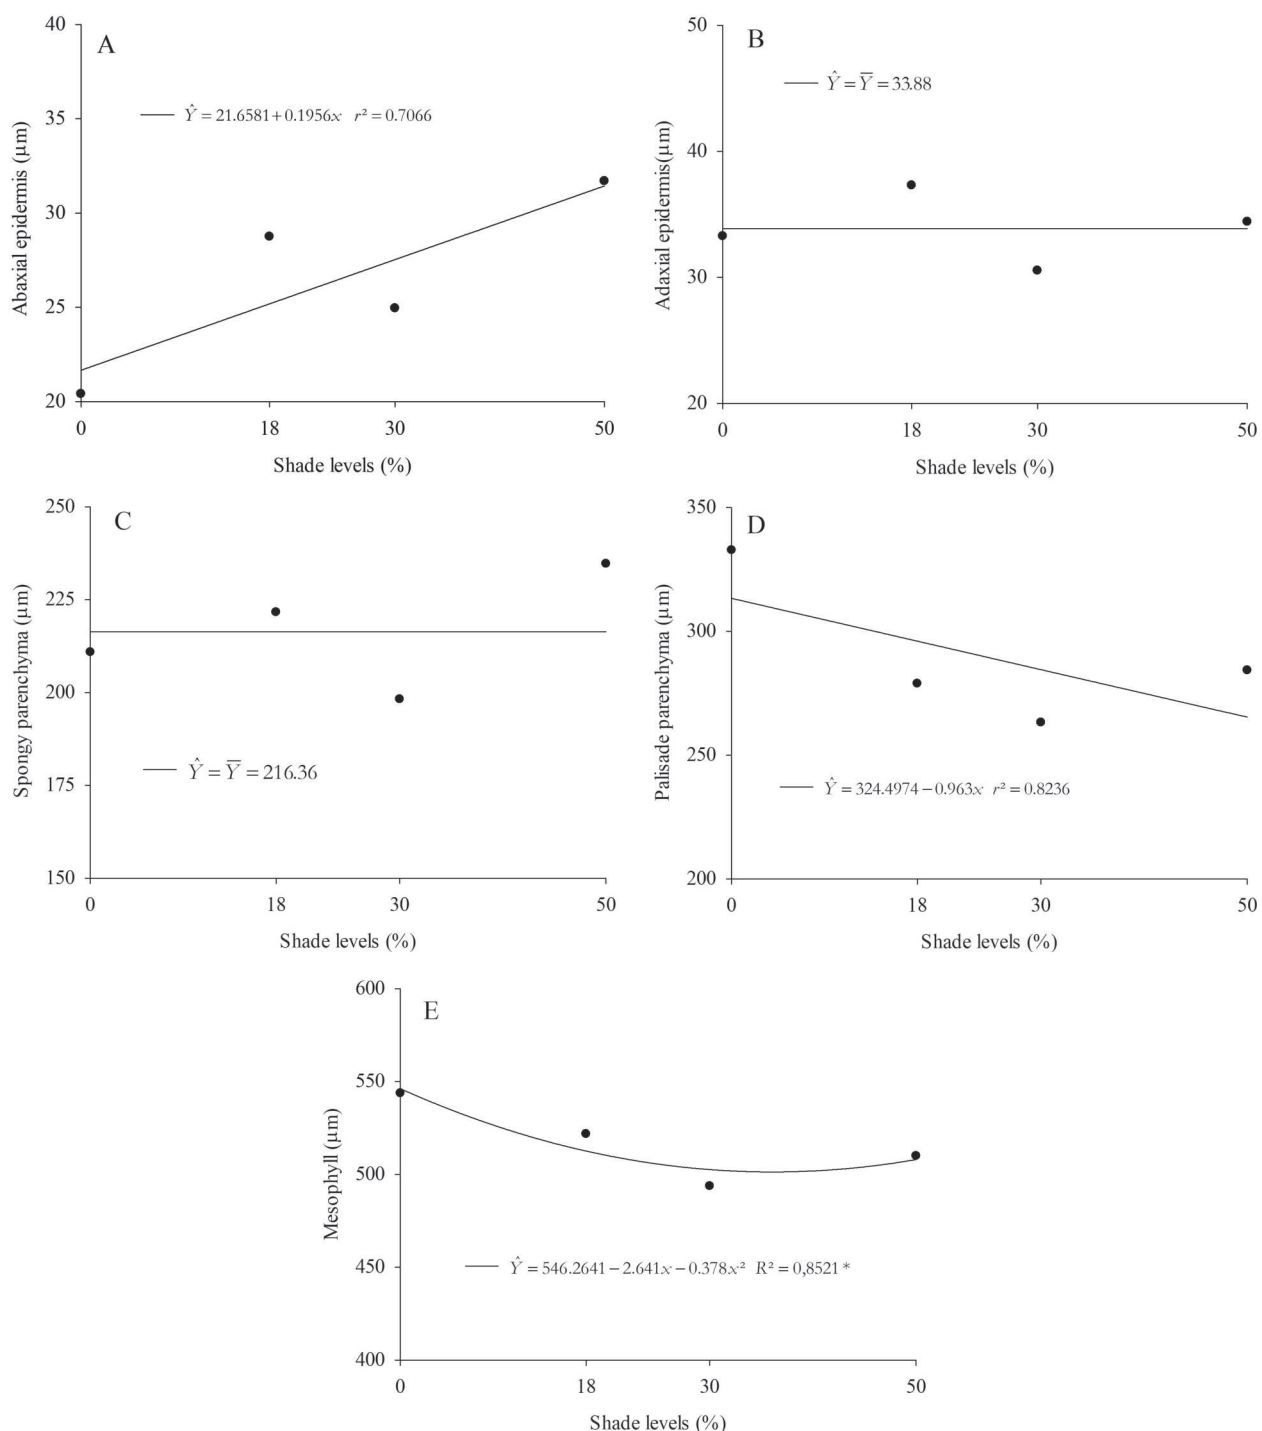 A
Abaxial epidermis (μm)
40
35
30
25
20
Ŷ = 21.6581+0.1956x r² = 0.7066
0 18 30 50
Shade levels (%)
B
Adaxial epidermis(μm)
50
40
30
20
Ŷ = Y̅ = 33.88
0 18 30 50
Shade levels (%)
C
Spongy parenchyma (μm)
250
225
200
175
150
Ŷ = Y̅ = 216.36
0 18 30 50
Shade levels (%)
D
Palisade parenchyma (μm)
350
300
250
200
Ŷ = 324.4974−0.963x r² = 0.8236
0 18 30 50
Shade levels (%)
E
Mesophyll (μm)
600
550
500
450
400
Ŷ = 546.2641−2.641x−0.378x² R² = 0,8521*
0 18 30 50
Shade levels (%)